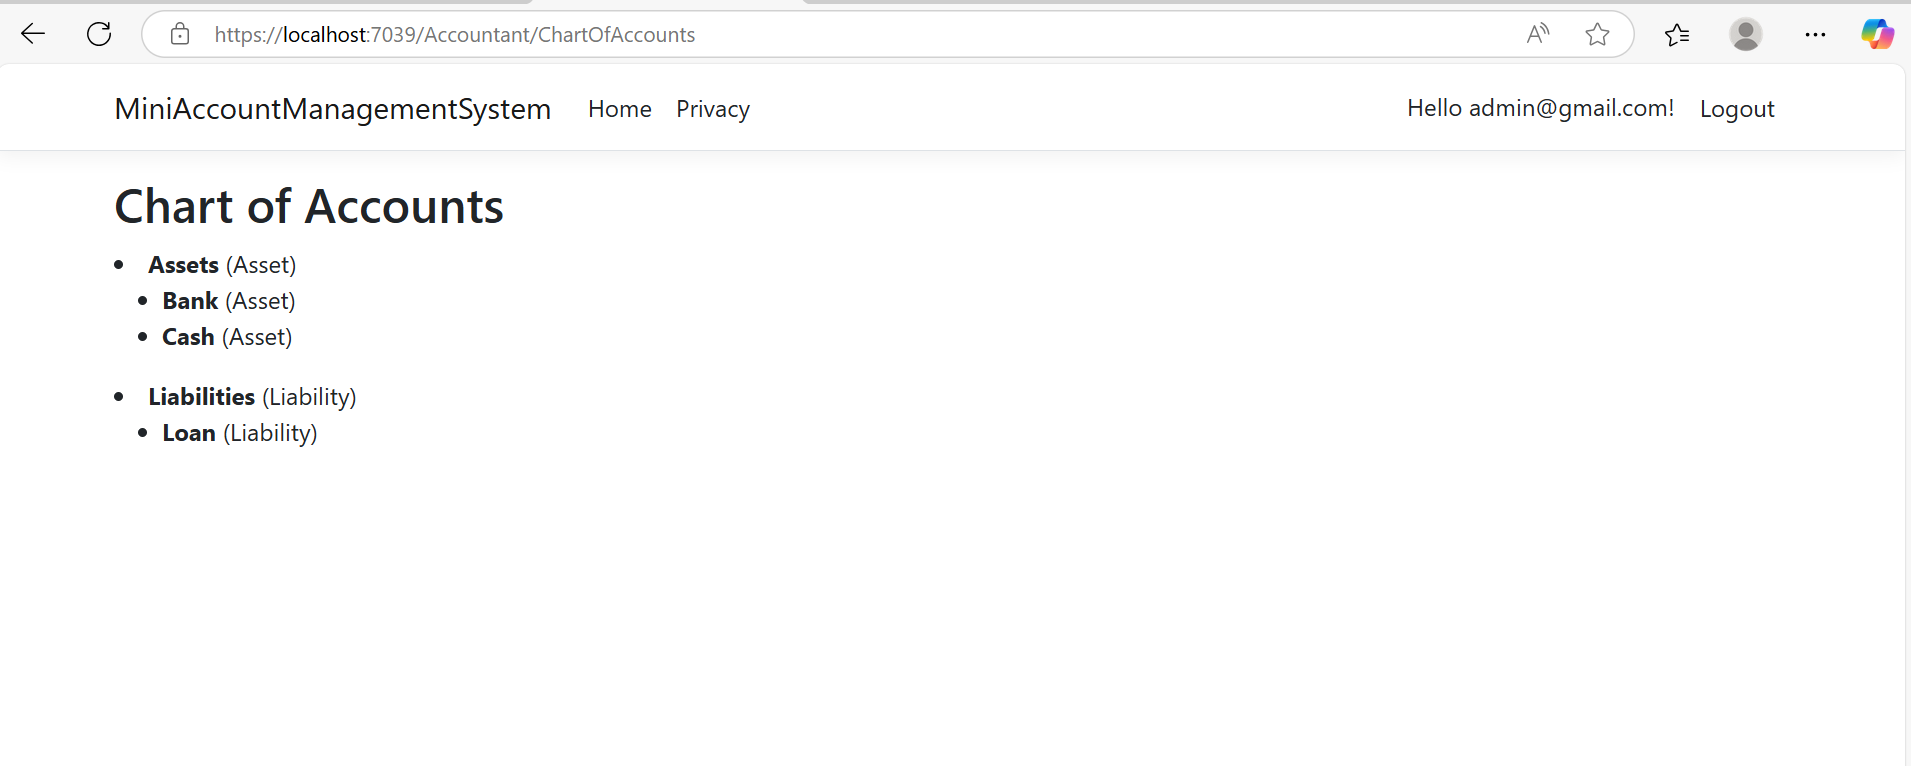 https://localhost:7039/Accountant/ChartOfAccounts
MiniAccountManagementSystem Home Privacy Hello admin@gmail.com! Logout
Chart of Accounts
• Assets (Asset)
• Bank (Asset)
• Cash (Asset)
• Liabilities (Liability)
• Loan (Liability)